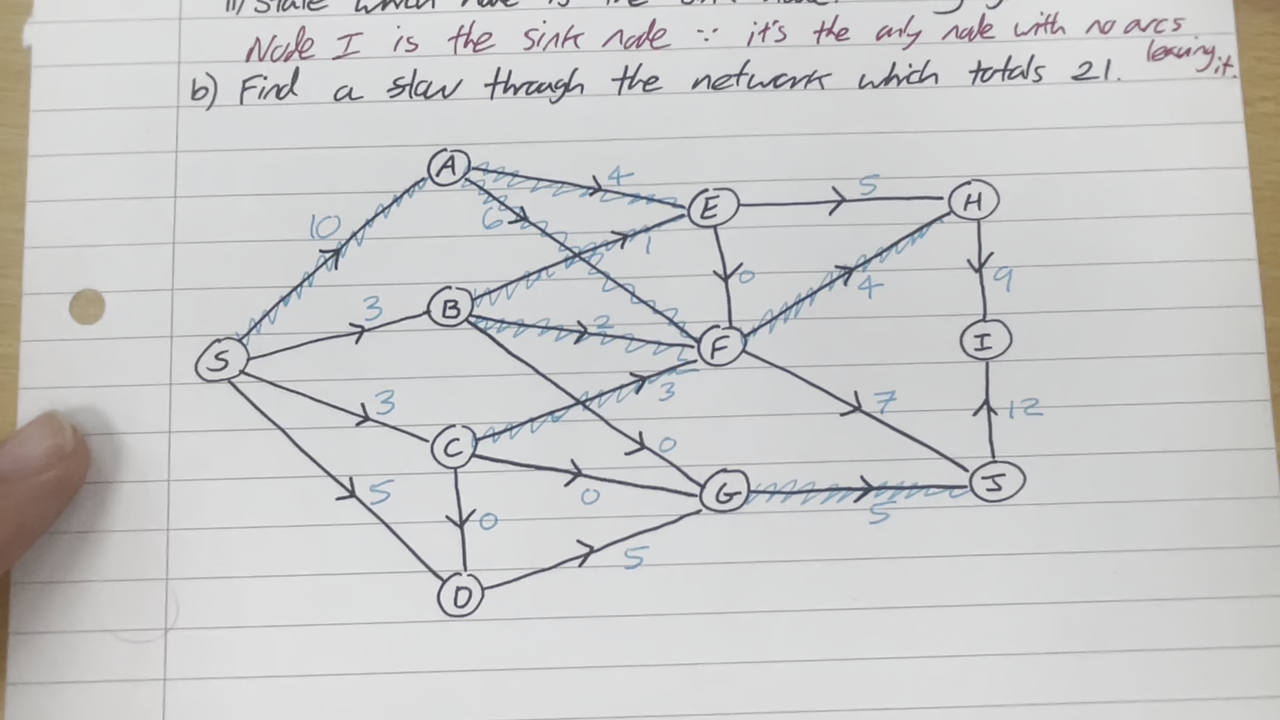 Node I is the sink node ∵ it's the only node with no arcs
leaving it.
b) Find a flow through the network which totals 21.
A
4
E
5
H
10
6
1
0
4
9
3
B
2
S
F
I
3
3
7
12
C
0
5
0
0
G
5
J
5
D